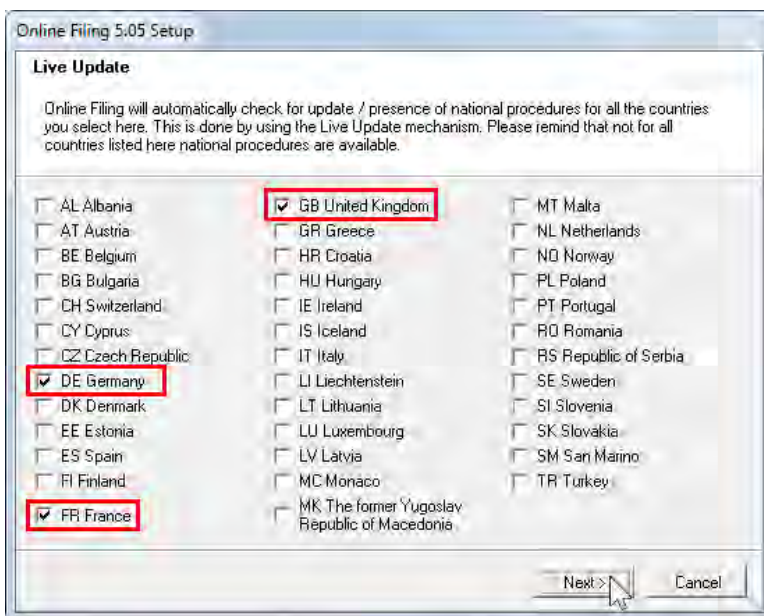 Online Filing 5.05 Setup
Live Update
Online Filing will automatically check for update / presence of national procedures for all the countries
you select here. This is done by using the Live Update mechanism. Please remind that not for all
countries listed here national procedures are available.
AL Albania
AT Austria
BE Belgium
BG Bulgaria
CH Switzerland
CY Cyprus
CZ Czech Republic
DE Germany
DK Denmark
EE Estonia
ES Spain
FI Finland
FR France
GB United Kingdom
GR Greece
HR Croatia
HU Hungary
IE Ireland
IS Iceland
IT Italy
LI Liechtenstein
LT Lithuania
LU Luxembourg
LV Latvia
MC Monaco
MK The former Yugoslav
Republic of Macedonia
MT Malta
NL Netherlands
NO Norway
PL Poland
PT Portugal
RO Romania
RS Republic of Serbia
SE Sweden
SI Slovenia
SK Slovakia
SM San Marino
TR Turkey
Next >
Cancel